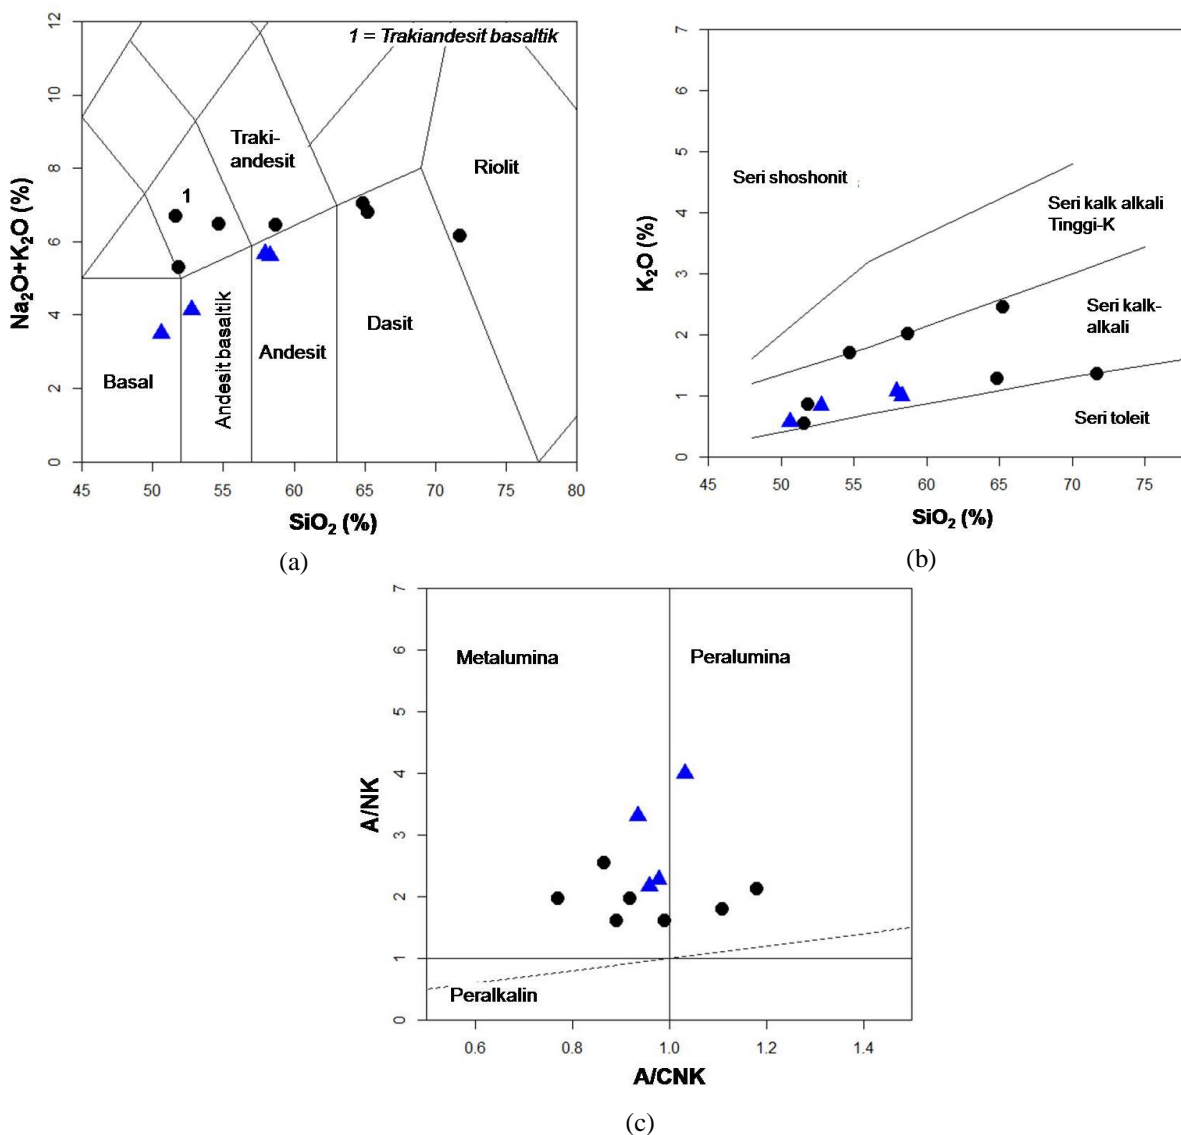 1 = Trakiandesit basaltik
Na₂O+K₂O (%)
12
10
8
6
4
2
0
Traki-
andesit
Riolit
1
Basal
Andesit basaltik
Andesit
Dasit
45 50 55 60 65 70 75 80
SiO₂ (%)
(a)
K₂O (%)
7
6
5
4
3
2
1
0
Seri shoshonit
Seri kalk alkali
Tinggi-K
Seri kalk-
alkali
Seri toleit
45 50 55 60 65 70 75
SiO₂ (%)
(b)
A/NK
7
6
5
4
3
2
1
0
Metalumina
Peralumina
Peralkalin
0.6 0.8 1.0 1.2 1.4
A/CNK
(c)